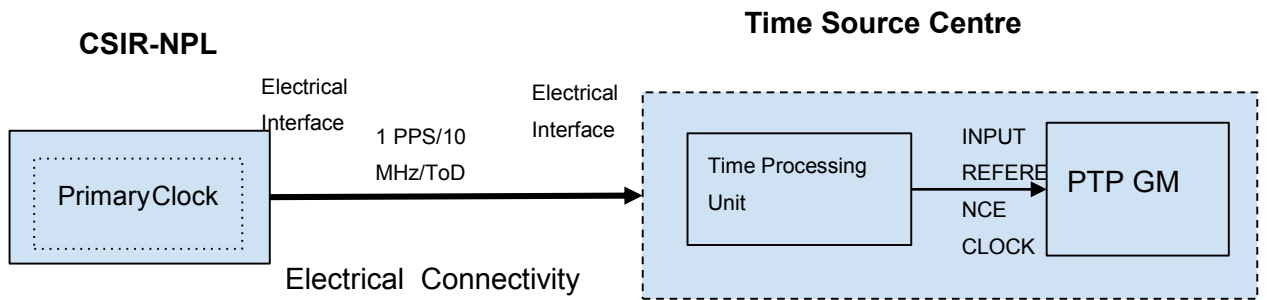 Time Source Centre
CSIR-NPL
Electrical
Interface
1 PPS/10
MHz/ToD
Electrical
Interface
PrimaryClock
Time Processing
Unit
INPUT
REFERE
NCE
CLOCK
PTP GM
Electrical Connectivity